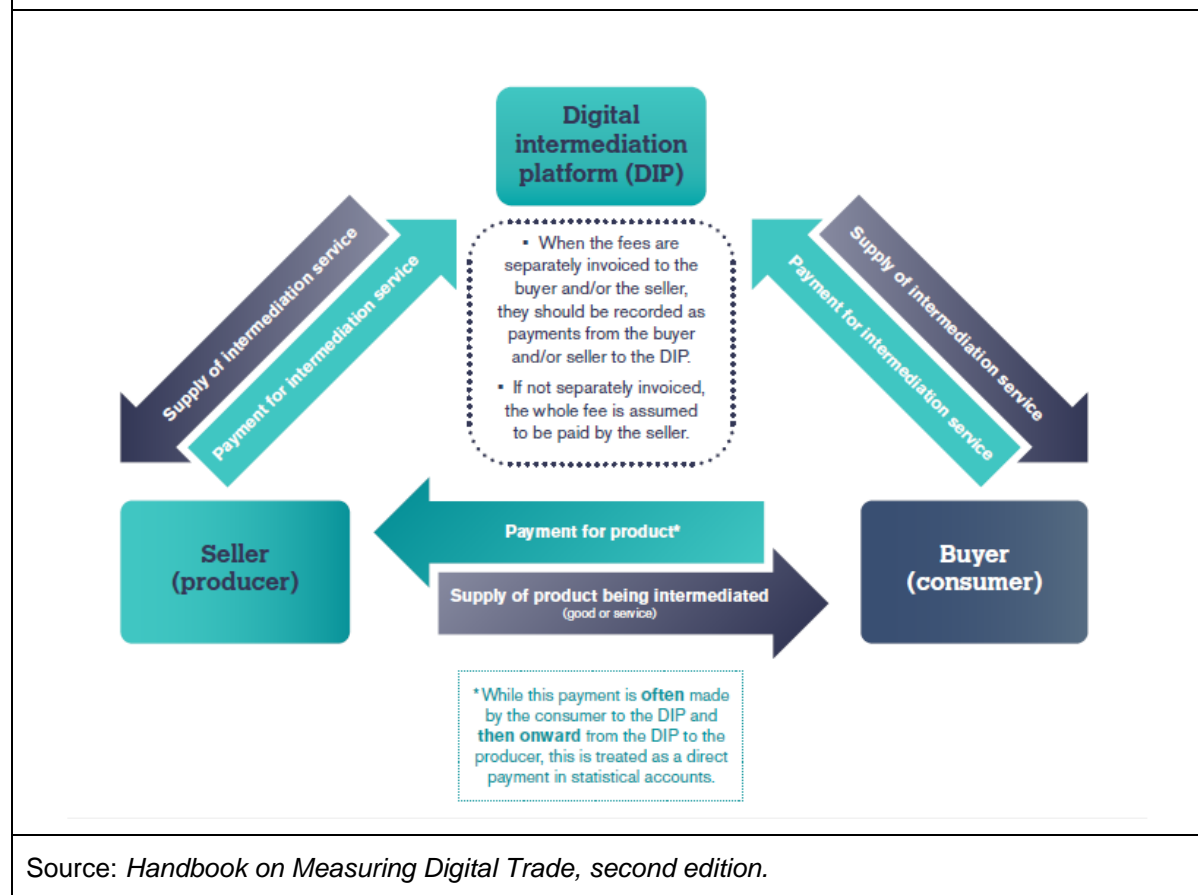 Digital
intermediation
platform (DIP)
Supply of intermediation service
Payment for intermediation service
▪ When the fees are
separately invoiced to the
buyer and/or the seller,
they should be recorded as
payments from the buyer
and/or seller to the DIP.
▪ If not separately invoiced,
the whole fee is assumed
to be paid by the seller.
Supply of intermediation service
Payment for intermediation service
Seller
(producer)
Payment for product*
Supply of product being intermediated
(good or service)
Buyer
(consumer)
*While this payment is often made
by the consumer to the DIP and
then onward from the DIP to the
producer, this is treated as a direct
payment in statistical accounts.
Source: Handbook on Measuring Digital Trade, second edition.